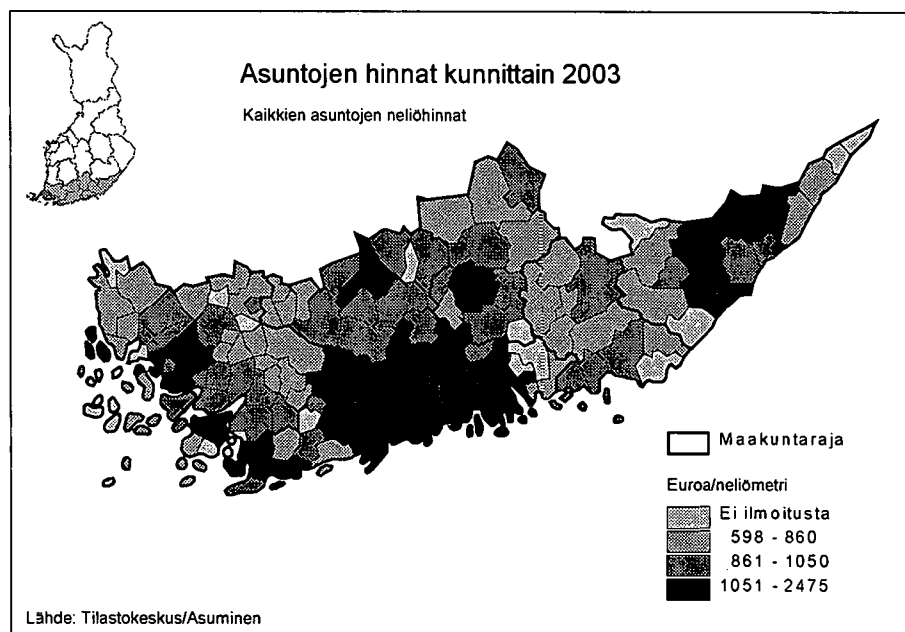 Asuntojen hinnat kunnittain 2003
Kaikkien asuntojen neliöhinnat
Maakuntaraja
Euroa/neliömetri
Ei ilmoitusta
598 - 860
861 - 1050
1051 - 2475
Lähde: Tilastokeskus/Asuminen